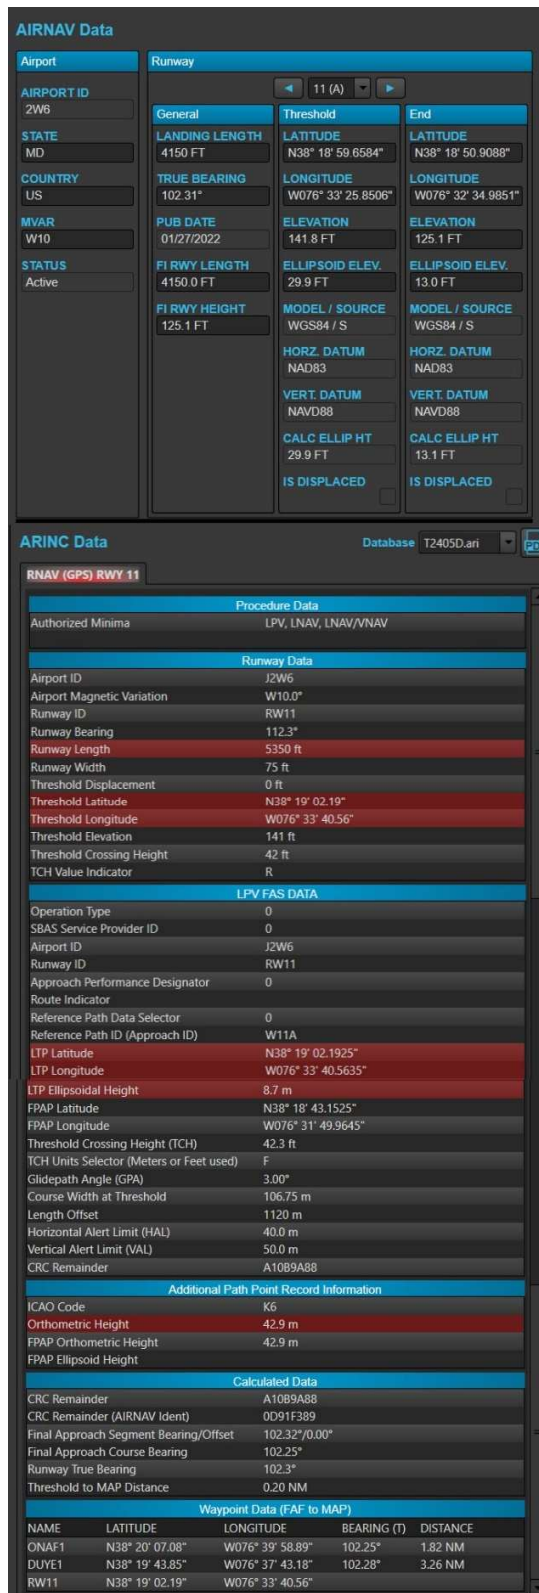 AIRNAV Data
Airport
AIRPORT ID
2W6
STATE
MD
COUNTRY
US
MVAR
W10
STATUS
Active
Runway
11 (A)
General
LANDING LENGTH
4150 FT
TRUE BEARING
102.31°
PUB DATE
01/27/2022
FI RWY LENGTH
4150.0 FT
FI RWY HEIGHT
125.1 FT
Threshold
LATITUDE
N38° 18' 59.6584"
LONGITUDE
W076° 33' 25.8506"
ELEVATION
141.8 FT
ELLIPSOID ELEV.
29.9 FT
MODEL / SOURCE
WGS84 / S
HORZ. DATUM
NAD83
VERT. DATUM
NAVD88
CALC ELLIP HT
29.9 FT
IS DISPLACED
End
LATITUDE
N38° 18' 50.9088"
LONGITUDE
W076° 32' 34.9851"
ELEVATION
125.1 FT
ELLIPSOID ELEV.
13.0 FT
MODEL / SOURCE
WGS84 / S
HORZ. DATUM
NAD83
VERT. DATUM
NAVD88
CALC ELLIP HT
13.1 FT
IS DISPLACED
ARINC Data Database T2405D.ari
RNAV (GPS) RWY 11
Procedure Data
Authorized Minima LPV, LNAV, LNAV/VNAV
Runway Data
Airport ID J2W6
Airport Magnetic Variation W10.0°
Runway ID RW11
Runway Bearing 112.3°
Runway Length 5350 ft
Runway Width 75 ft
Threshold Displacement 0 ft
Threshold Latitude N38° 19' 02.19"
Threshold Longitude W076° 33' 40.56"
Threshold Elevation 141 ft
Threshold Crossing Height 42 ft
TCH Value Indicator R
LPV FAS DATA
Operation Type 0
SBAS Service Provider ID 0
Airport ID J2W6
Runway ID RW11
Approach Performance Designator 0
Route Indicator
Reference Path Data Selector 0
Reference Path ID (Approach ID) W11A
LTP Latitude N38° 19' 02.1925"
LTP Longitude W076° 33' 40.5635"
LTP Ellipsoidal Height 8.7 m
FPAP Latitude N38° 18' 43.1525"
FPAP Longitude W076° 31' 49.9645"
Threshold Crossing Height (TCH) 42.3 ft
TCH Units Selector (Meters or Feet used) F
Glidepath Angle (GPA) 3.00°
Course Width at Threshold 106.75 m
Length Offset 1120 m
Horizontal Alert Limit (HAL) 40.0 m
Vertical Alert Limit (VAL) 50.0 m
CRC Remainder A10B9A88
Additional Path Point Record Information
ICAO Code K6
Orthometric Height 42.9 m
FPAP Orthometric Height 42.9 m
FPAP Ellipsoid Height
Calculated Data
CRC Remainder A10B9A88
CRC Remainder (AIRNAV Ident) 0D91F389
Final Approach Segment Bearing/Offset 102.32°/0.00°
Final Approach Course Bearing 102.25°
Runway True Bearing 102.3°
Threshold to MAP Distance 0.20 NM
Waypoint Data (FAF to MAP)
NAME LATITUDE LONGITUDE BEARING (T) DISTANCE
ONAF1 N38° 20' 07.08" W076° 39' 58.89" 102.25° 1.82 NM
DUYE1 N38° 19' 43.85" W076° 37' 43.18" 102.28° 3.26 NM
RW11 N38° 19' 02.19" W076° 33' 40.56"